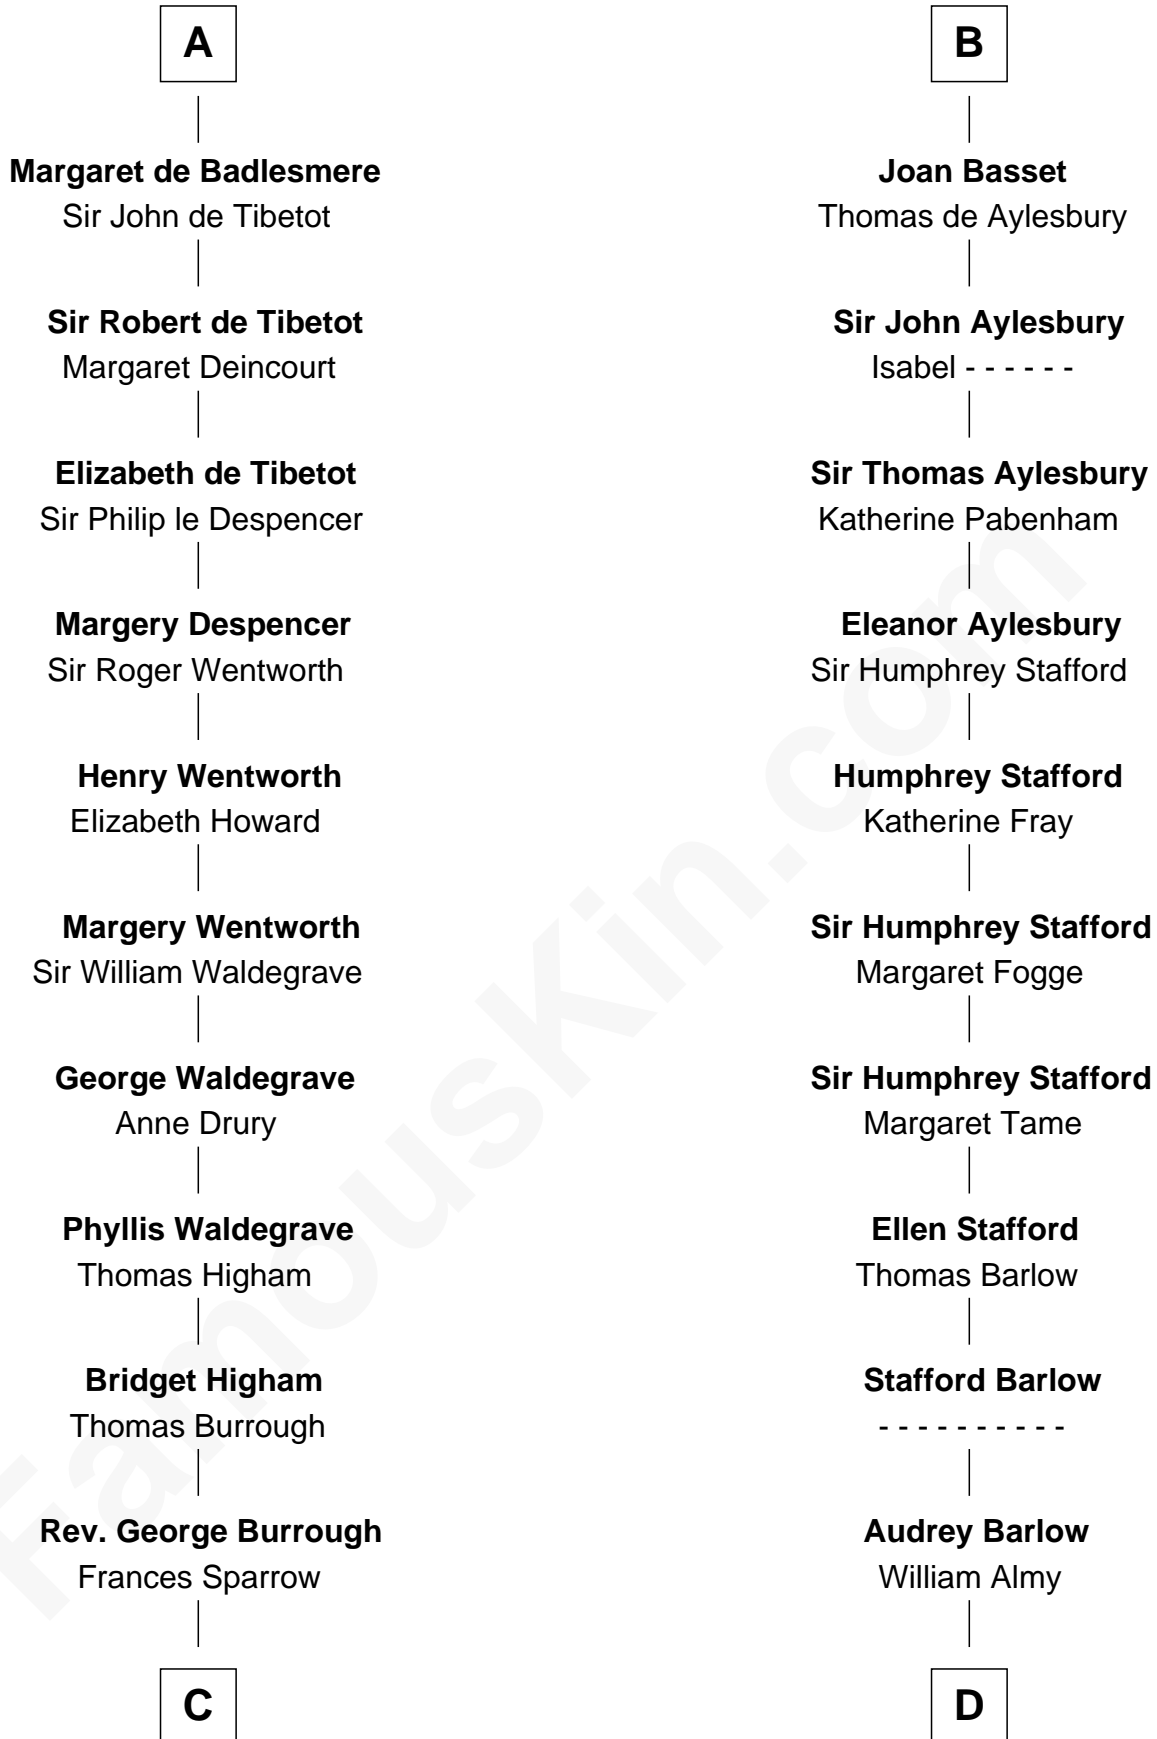 A
Margaret de Badlesmere
Sir John de Tibetot
Sir Robert de Tibetot
Margaret Deincourt
Elizabeth de Tibetot
Sir Philip le Despencer
Margery Despencer
Sir Roger Wentworth
Henry Wentworth
Elizabeth Howard
Margery Wentworth
Sir William Waldegrave
George Waldegrave
Anne Drury
Phyllis Waldegrave
Thomas Higham
Bridget Higham
Thomas Burrough
Rev. George Burrough
Frances Sparrow
C
B
Joan Basset
Thomas de Aylesbury
Sir John Aylesbury
Isabel - - - - - -
Sir Thomas Aylesbury
Katherine Pabenham
Eleanor Aylesbury
Sir Humphrey Stafford
Humphrey Stafford
Katherine Fray
Sir Humphrey Stafford
Margaret Fogge
Sir Humphrey Stafford
Margaret Tame
Ellen Stafford
Thomas Barlow
Stafford Barlow
- - - - - - - - - -
Audrey Barlow
William Almy
D
FamousKin.com